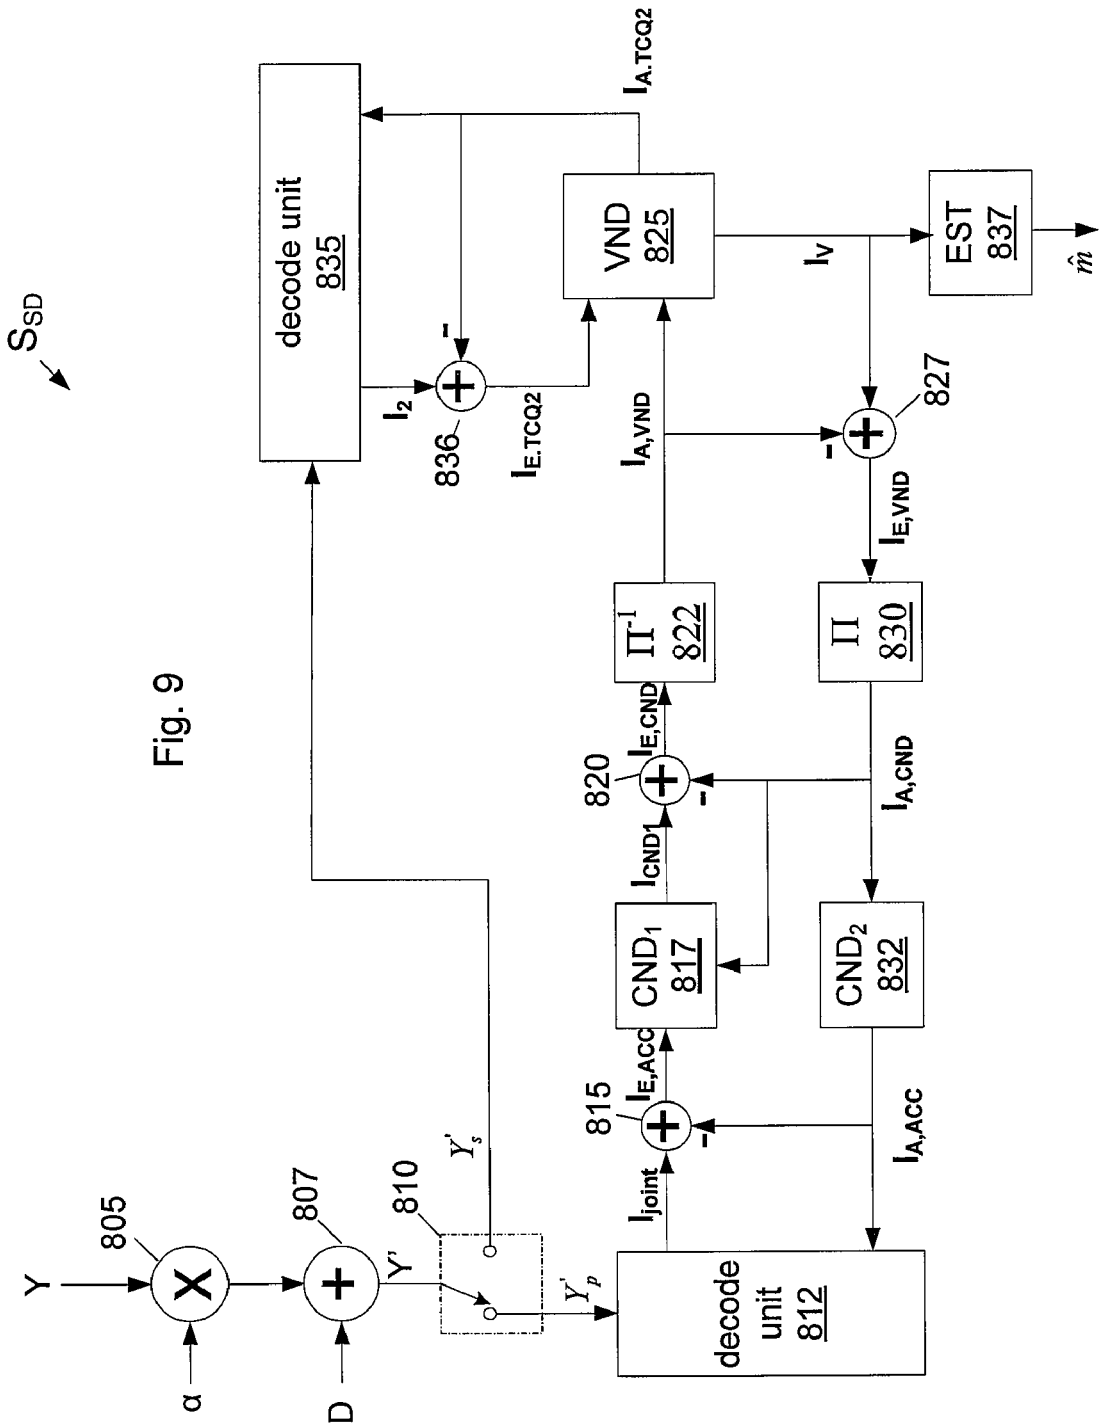 S_SD
Fig. 9
Y
α
X
805
D
+
807
Y'
810
Y'_s
Y'_p
decode unit
835
I_2
+
-
836
I_E.TCQ2
I_A.TCQ2
VND
825
I_V
EST
837
m̂
I_A,VND
+
-
827
I_E,VND
Π^-1
822
Π
830
I_E,CND
820
+
-
I_CND1
I_A,CND
CND_1
817
CND_2
832
I_E,ACC
815
+
-
I_joint
I_A,ACC
decode
unit
812